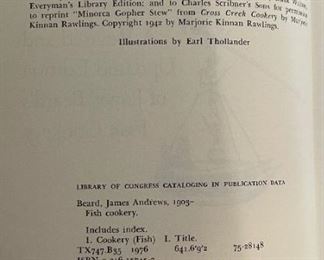 Everyman's Library Edition; and to Charles Scribner's Sons for permission
to reprint "Minorca Gopher Stew" from Cross Creek Cookery by Marjorie
Kinnan Rawlings. Copyright 1942 by Marjorie Kinnan Rawlings.
Illustrations by Earl Thollander
LIBRARY OF CONGRESS CATALOGING IN PUBLICATION DATA
Beard, James Andrews, 1903–
Fish cookery.
Includes index.
1. Cookery (Fish) I. Title.
TX747.B35 1976 641.6'9'2 75-28148